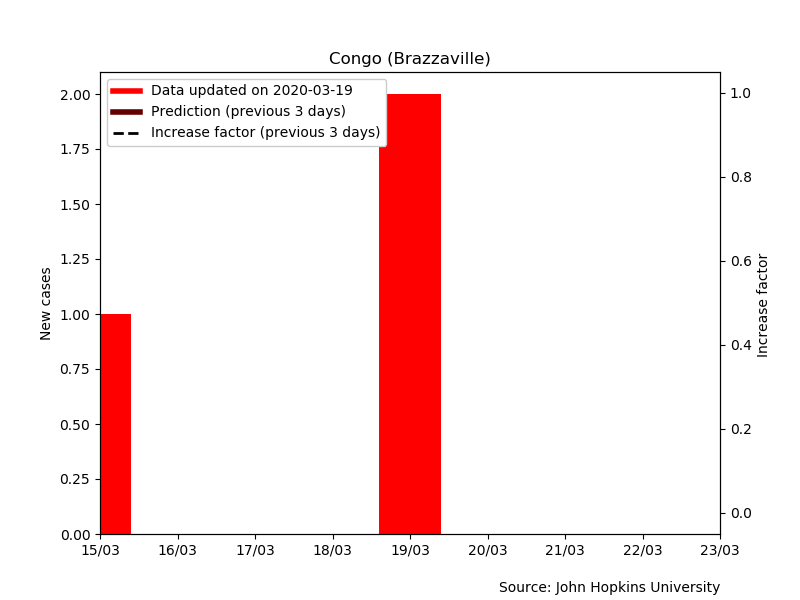 Congo (Brazzaville)
Data updated on 2020-03-19
Prediction (previous 3 days)
Increase factor (previous 3 days)
2.00
1.75
1.50
1.25
1.00
0.75
0.50
0.25
0.00
New cases
1.0
0.8
0.6
0.4
0.2
0.0
Increase factor
15/03 16/03 17/03 18/03 19/03 20/03 21/03 22/03 23/03
Source: John Hopkins University